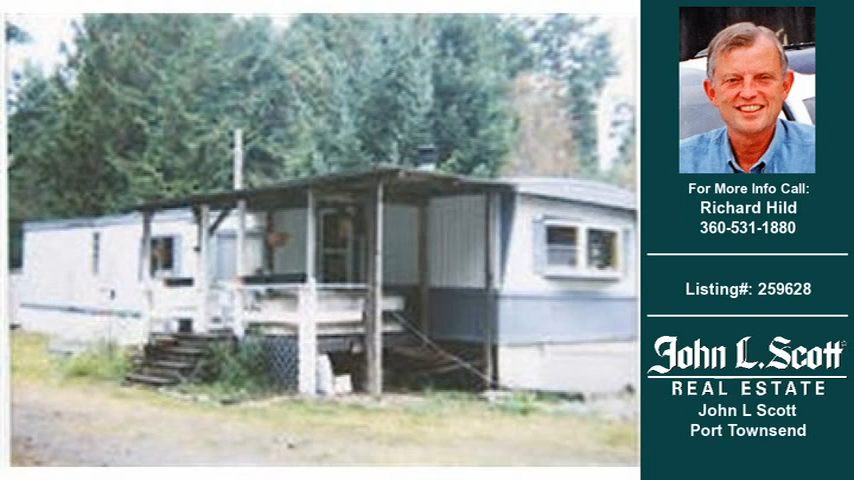 For More Info Call:
Richard Hild
360-531-1880
Listing#: 259628
John L. Scott
REAL ESTATE
John L Scott
Port Townsend